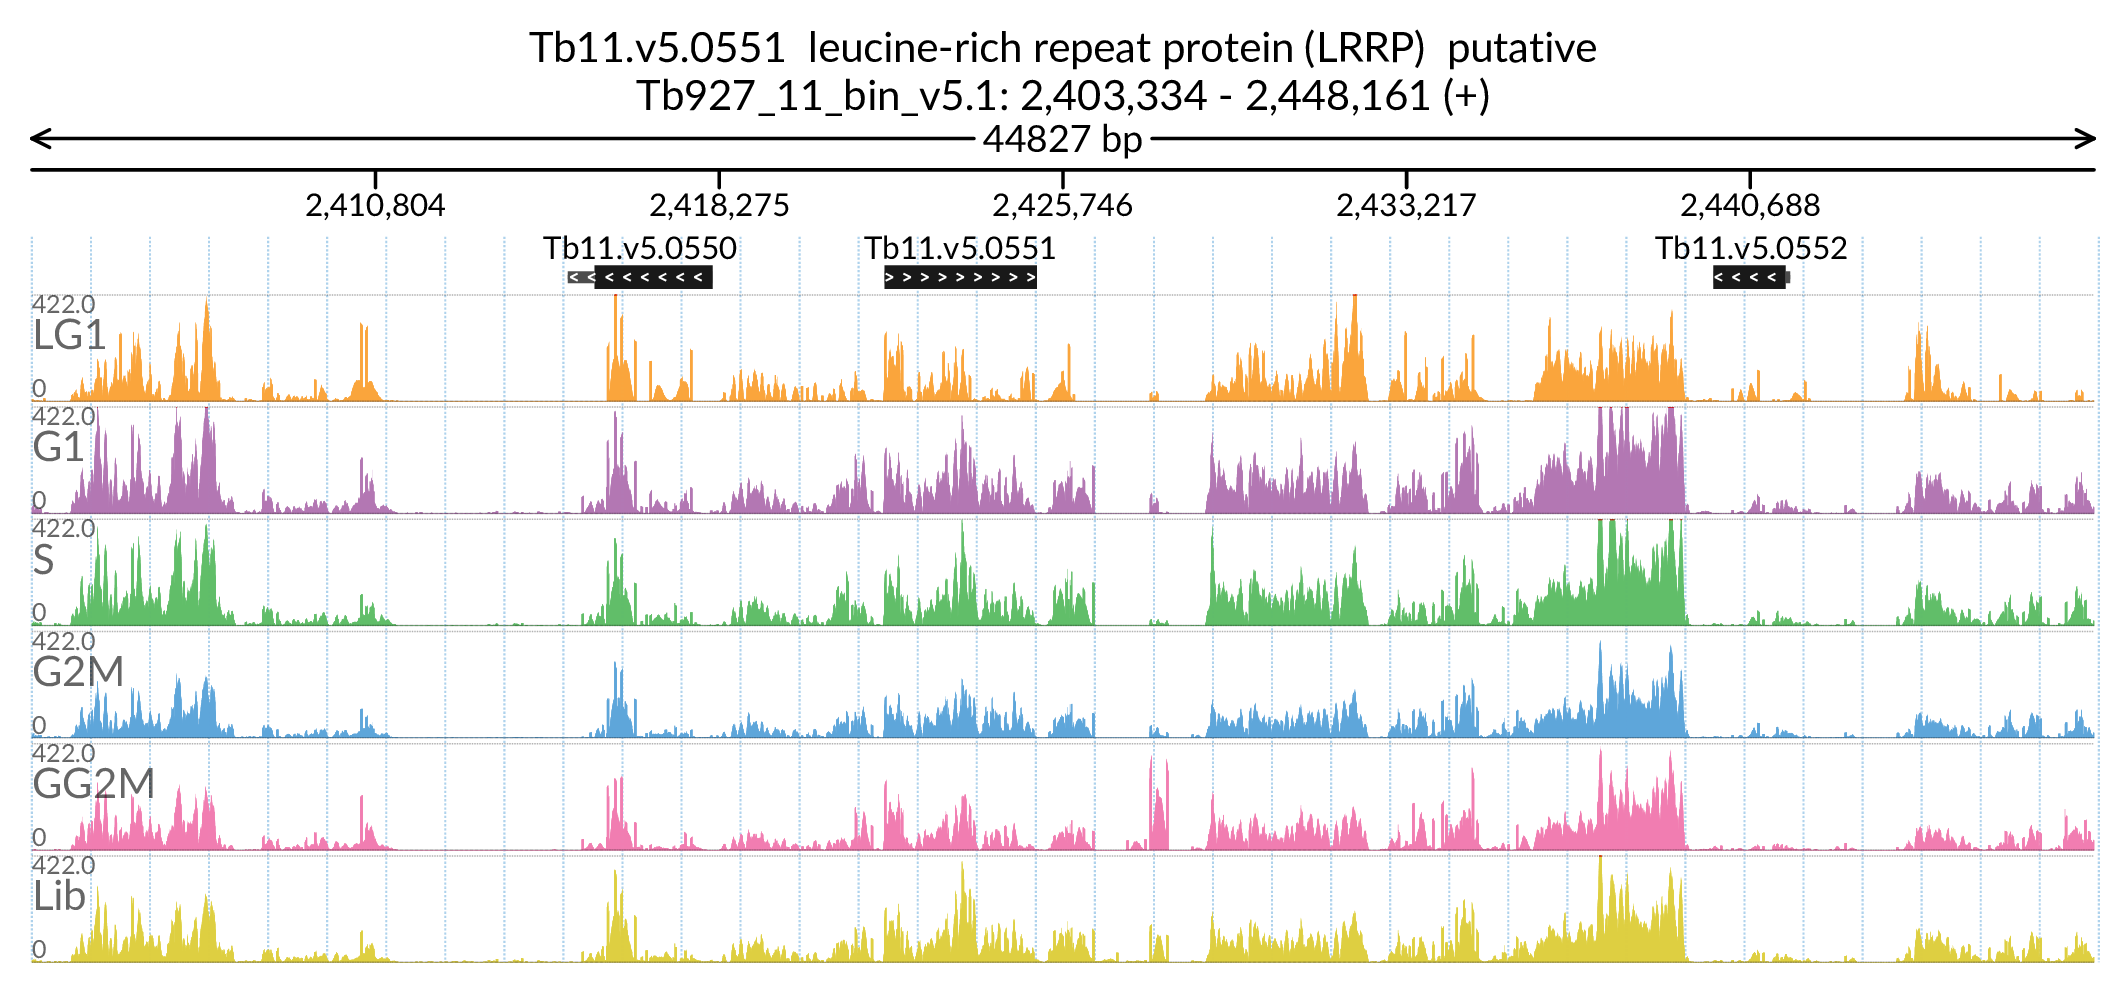 Tb11.v5.0551 leucine-rich repeat protein (LRRP) putative
Tb927_11_bin_v5.1: 2,403,334 - 2,448,161 (+)
44827 bp
2,410,804 2,418,275 2,425,746 2,433,217 2,440,688
Tb11.v5.0550 Tb11.v5.0551 Tb11.v5.0552
422.0
LG1
0
422.0
G1
0
422.0
S
0
422.0
G2M
0
422.0
GG2M
0
422.0
Lib
0